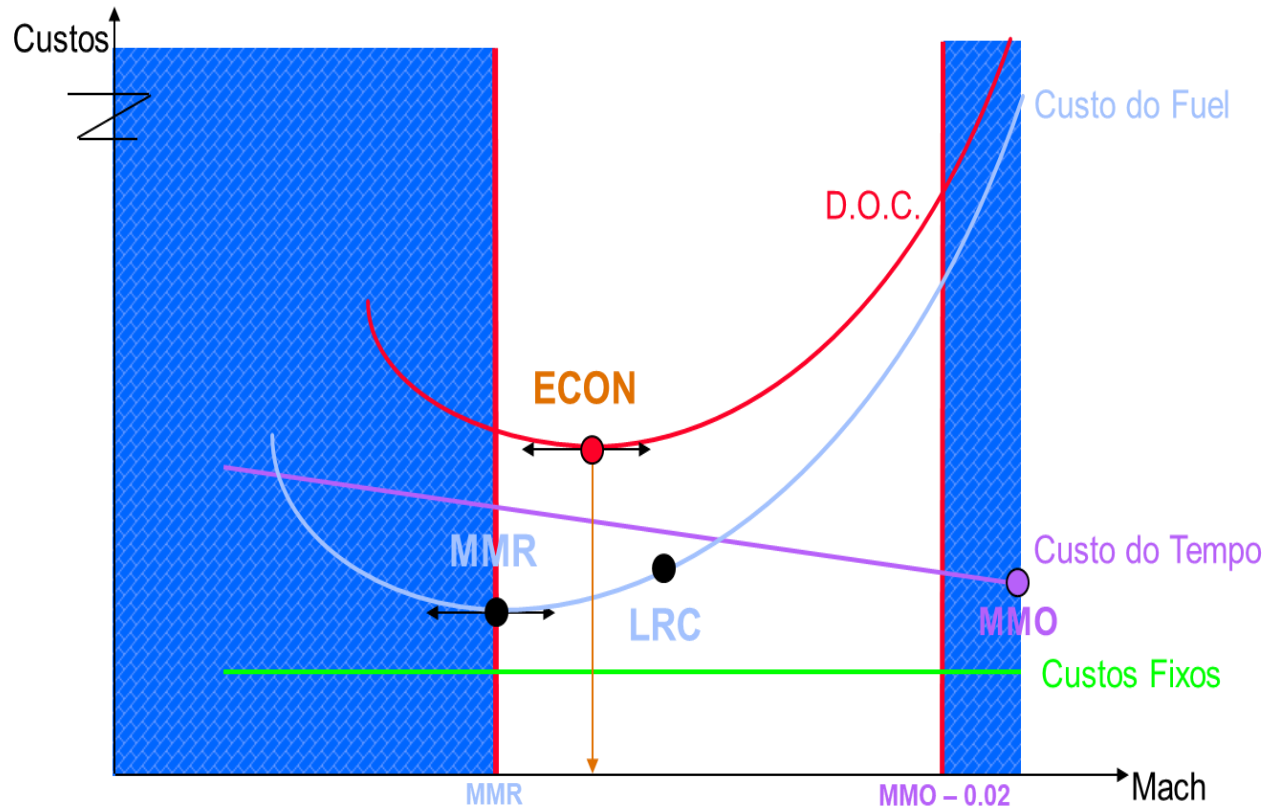 Custos
Custo do Fuel
D.O.C.
ECON
MMR
Custo do Tempo
LRC
MMO
Custos Fixos
Mach
MMR
MMO – 0.02